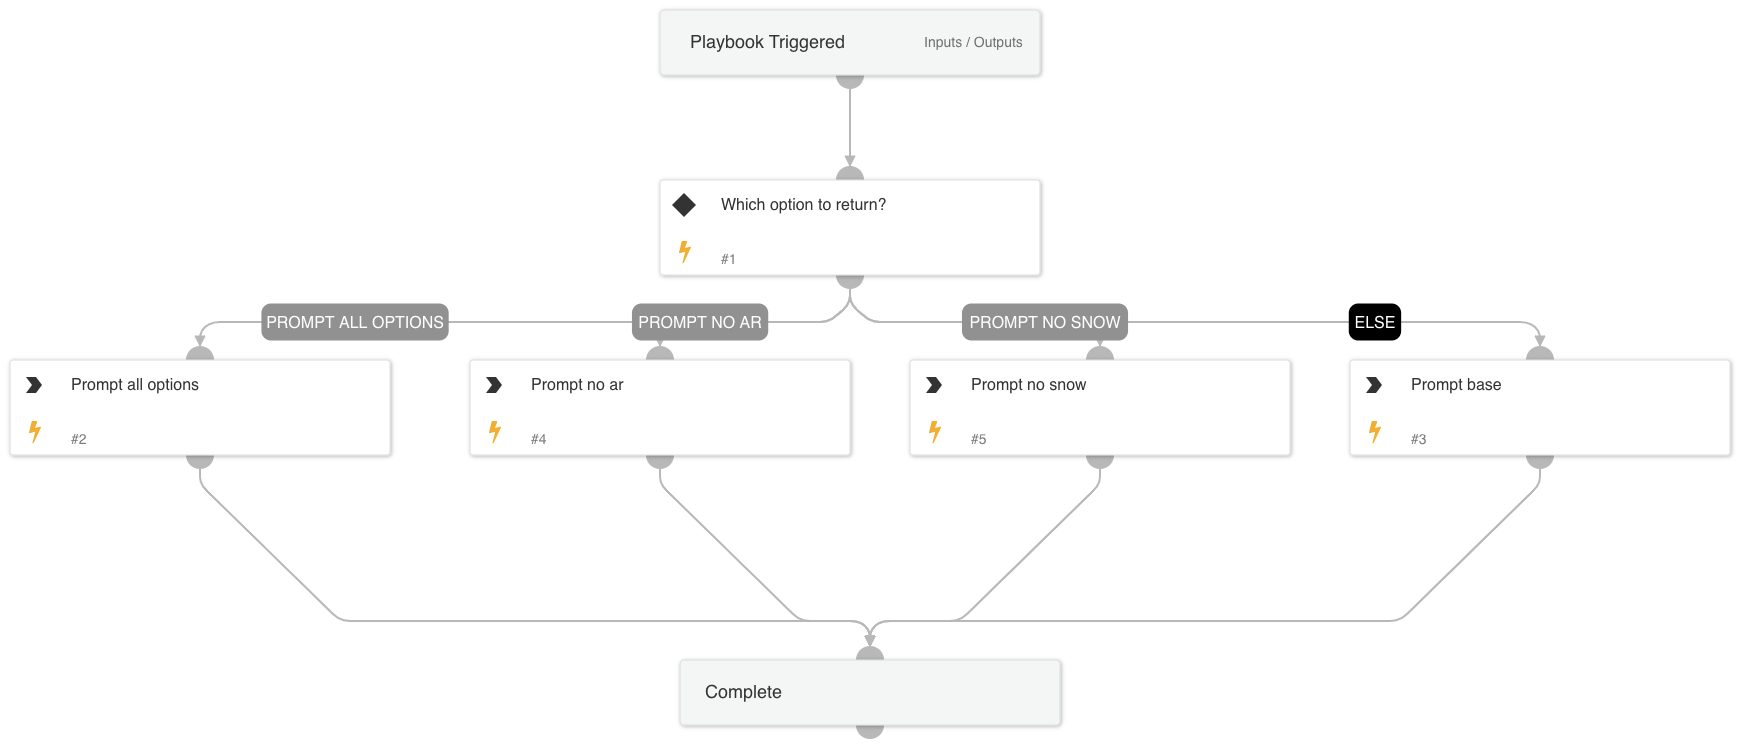 Playbook Triggered Inputs / Outputs
Which option to return?
#1
PROMPT ALL OPTIONS PROMPT NO AR PROMPT NO SNOW ELSE
Prompt all options
#2
Prompt no ar
#4
Prompt no snow
#5
Prompt base
#3
Complete